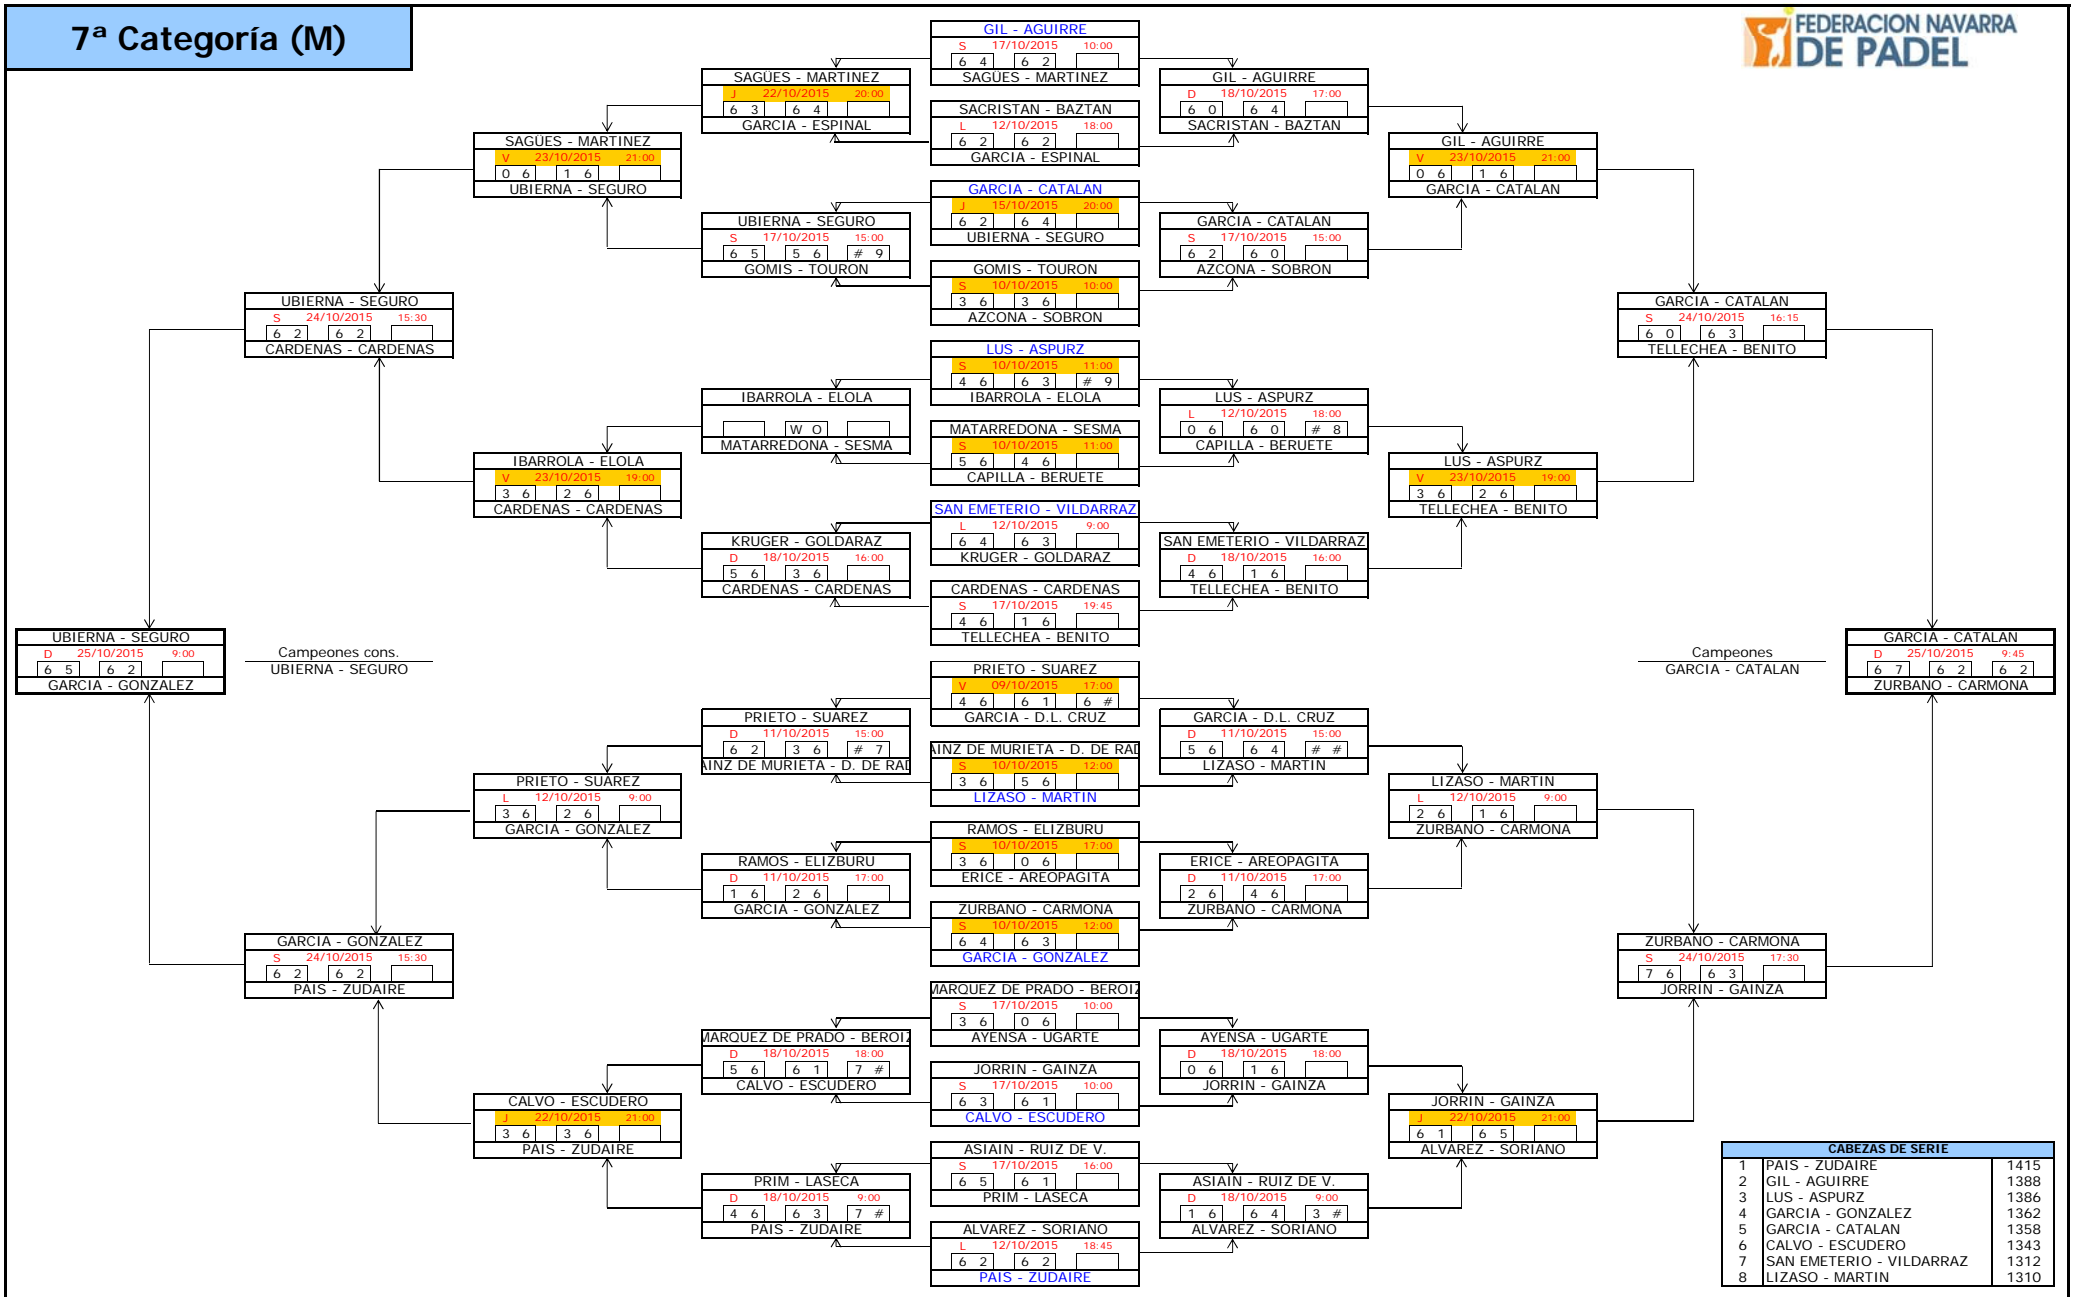 7ª Categoría (M)
FEDERACION NAVARRA
DE PADEL
GIL - AGUIRRE
S 17/10/2015 10:00
6 4 6 2
SAGÜES - MARTINEZ
SACRISTAN - BAZTAN
L 12/10/2015 18:00
6 2 6 2
GARCIA - ESPINAL
GARCIA - CATALAN
J 15/10/2015 20:00
6 2 6 4
UBIERNA - SEGURO
GOMIS - TOURON
S 10/10/2015 10:00
3 6 3 6
AZCONA - SOBRON
LUS - ASPURZ
S 10/10/2015 11:00
4 6 6 3 # 9
IBARROLA - ELOLA
MATARREDONA - SESMA
S 10/10/2015 11:00
5 6 4 6
CAPILLA - BERUETE
SAN EMETERIO - VILDARRAZ
L 12/10/2015 9:00
6 4 6 3
KRUGER - GOLDARAZ
CARDENAS - CARDENAS
S 17/10/2015 19:45
4 6 1 6
TELLECHEA - BENITO
PRIETO - SUAREZ
V 09/10/2015 17:00
4 6 6 1 6 #
GARCIA - D.L. CRUZ
AINZ DE MURIETA - D. DE RAD
S 10/10/2015 12:00
3 6 5 6
LIZASO - MARTIN
RAMOS - ELIZBURU
S 10/10/2015 17:00
3 6 0 6
ERICE - AREOPAGITA
ZURBANO - CARMONA
S 10/10/2015 12:00
6 4 6 3
GARCIA - GONZALEZ
MARQUEZ DE PRADO - BEROIZ
S 17/10/2015 10:00
3 6 0 6
AYENSA - UGARTE
JORRIN - GAINZA
S 17/10/2015 10:00
6 3 6 1
CALVO - ESCUDERO
ASIAIN - RUIZ DE V.
S 17/10/2015 16:00
6 5 6 1
PRIM - LASECA
ALVAREZ - SORIANO
L 12/10/2015 18:45
6 2 6 2
PAIS - ZUDAIRE
SAGÜES - MARTINEZ
J 22/10/2015 20:00
6 3 6 4
GARCIA - ESPINAL
UBIERNA - SEGURO
S 17/10/2015 15:00
6 5 5 6 # 9
GOMIS - TOURON
IBARROLA - ELOLA
W O
MATARREDONA - SESMA
KRUGER - GOLDARAZ
D 18/10/2015 16:00
5 6 3 6
CARDENAS - CARDENAS
PRIETO - SUAREZ
D 11/10/2015 15:00
6 2 3 6 # 7
AINZ DE MURIETA - D. DE RAD
RAMOS - ELIZBURU
D 11/10/2015 17:00
1 6 2 6
GARCIA - GONZALEZ
MARQUEZ DE PRADO - BEROIZ
D 18/10/2015 18:00
5 6 6 1 7 #
CALVO - ESCUDERO
PRIM - LASECA
D 18/10/2015 9:00
4 6 6 3 7 #
PAIS - ZUDAIRE
SAGÜES - MARTINEZ
V 23/10/2015 21:00
0 6 1 6
UBIERNA - SEGURO
IBARROLA - ELOLA
V 23/10/2015 19:00
3 6 2 6
CARDENAS - CARDENAS
PRIETO - SUAREZ
L 12/10/2015 9:00
3 6 2 6
GARCIA - GONZALEZ
CALVO - ESCUDERO
J 22/10/2015 21:00
3 6 3 6
PAIS - ZUDAIRE
UBIERNA - SEGURO
S 24/10/2015 15:30
6 2 6 2
CARDENAS - CARDENAS
GARCIA - GONZALEZ
S 24/10/2015 15:30
6 2 6 2
PAIS - ZUDAIRE
UBIERNA - SEGURO
D 25/10/2015 9:00
6 5 6 2
GARCIA - GONZALEZ
Campeones cons.
UBIERNA - SEGURO
GIL - AGUIRRE
D 18/10/2015 17:00
6 0 6 4
SACRISTAN - BAZTAN
GARCIA - CATALAN
S 17/10/2015 15:00
6 2 6 0
AZCONA - SOBRON
LUS - ASPURZ
L 12/10/2015 18:00
0 6 6 0 # 8
CAPILLA - BERUETE
SAN EMETERIO - VILDARRAZ
D 18/10/2015 16:00
4 6 1 6
TELLECHEA - BENITO
GARCIA - D.L. CRUZ
D 11/10/2015 15:00
5 6 6 4 # #
LIZASO - MARTIN
ERICE - AREOPAGITA
D 11/10/2015 17:00
2 6 4 6
ZURBANO - CARMONA
AYENSA - UGARTE
D 18/10/2015 18:00
0 6 1 6
JORRIN - GAINZA
ASIAIN - RUIZ DE V.
D 18/10/2015 9:00
1 6 6 4 3 #
ALVAREZ - SORIANO
GIL - AGUIRRE
V 23/10/2015 21:00
0 6 1 6
GARCIA - CATALAN
LUS - ASPURZ
V 23/10/2015 19:00
3 6 2 6
TELLECHEA - BENITO
LIZASO - MARTIN
L 12/10/2015 9:00
2 6 1 6
ZURBANO - CARMONA
JORRIN - GAINZA
J 22/10/2015 21:00
6 1 6 5
ALVAREZ - SORIANO
GARCIA - CATALAN
S 24/10/2015 16:15
6 0 6 3
TELLECHEA - BENITO
ZURBANO - CARMONA
S 24/10/2015 17:30
7 6 6 3
JORRIN - GAINZA
Campeones
GARCIA - CATALAN
GARCIA - CATALAN
D 25/10/2015 9:45
6 7 6 2 6 2
ZURBANO - CARMONA
CABEZAS DE SERIE
1 PAIS - ZUDAIRE 1415
2 GIL - AGUIRRE 1388
3 LUS - ASPURZ 1386
4 GARCIA - GONZALEZ 1362
5 GARCIA - CATALAN 1358
6 CALVO - ESCUDERO 1343
7 SAN EMETERIO - VILDARRAZ 1312
8 LIZASO - MARTIN 1310